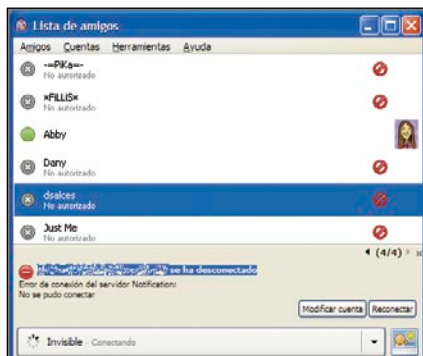 Lista de amigos
Amigos Cuentas Herramientas Ayuda
-=PiKa=-
No autorizado
×FiLLiS×
No autorizado
Abby
Dany
No autorizado
dsalces
No autorizado
Just Me
No autorizado
(4/4)
se ha desconectado
Error de conexión del servidor Notification:
No se pudo conectar
Modificar cuenta Reconectar
Invisible - Conectando